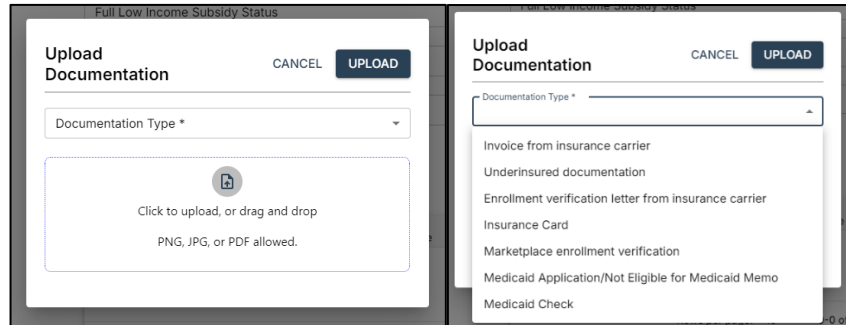 Full Low Income Subsidy Status
Upload
Documentation
CANCEL
UPLOAD
Documentation Type *
Click to upload, or drag and drop
PNG, JPG, or PDF allowed.
Full Low Income Subsidy Status
Upload
Documentation
CANCEL
UPLOAD
Documentation Type *
Invoice from insurance carrier
Underinsured documentation
Enrollment verification letter from insurance carrier
Insurance Card
Marketplace enrollment verification
Medicaid Application/Not Eligible for Medicaid Memo
Medicaid Check